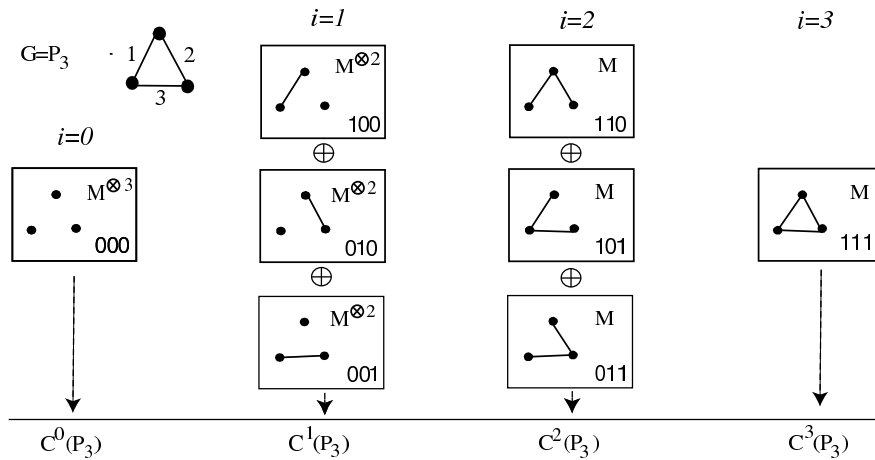 G=P₃
1 2
3
i=0
M⊗3
000
i=1
M⊗2
100
⊕
M⊗2
010
⊕
M⊗2
001
i=2
M
110
⊕
M
101
⊕
M
011
i=3
M
111
C⁰(P₃) C¹(P₃) C²(P₃) C³(P₃)